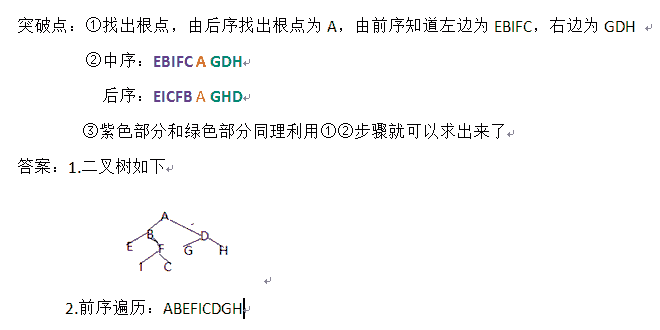 突破点：①找出根点，由后序找出根点为 A，由前序知道左边为 EBIFC，右边为 GDH
②中序：EBIFC A GDH
后序：EICFB A GHD
③紫色部分和绿色部分同理利用①②步骤就可以求出来了
答案：1.二叉树如下
A
B D
E F G H
I C
2.前序遍历：ABEFICDGH